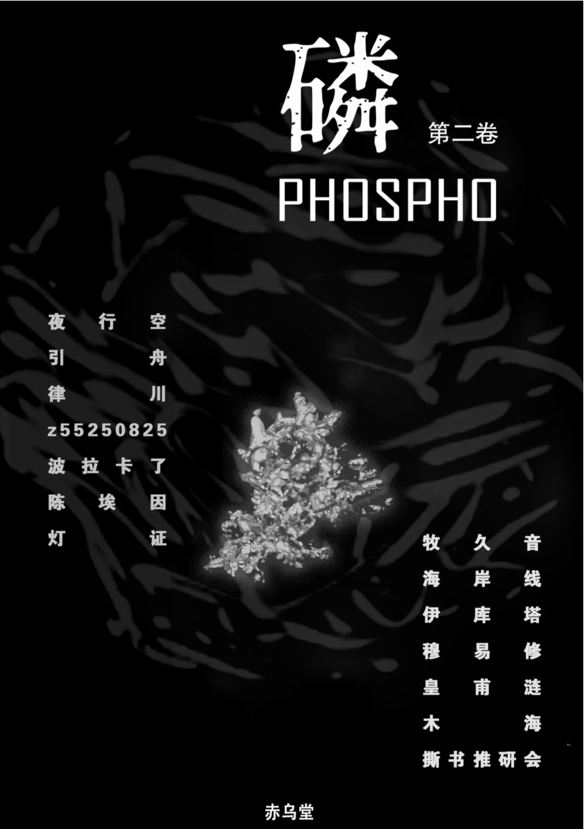 磷
第二卷
PHOSPHO
夜行空
引舟
律川
z55250825
波拉卡了
陈埃因
灯证
牧久音
海岸线
伊库塔
穆易修
皇甫涟
木海
撕书推研会
赤乌堂